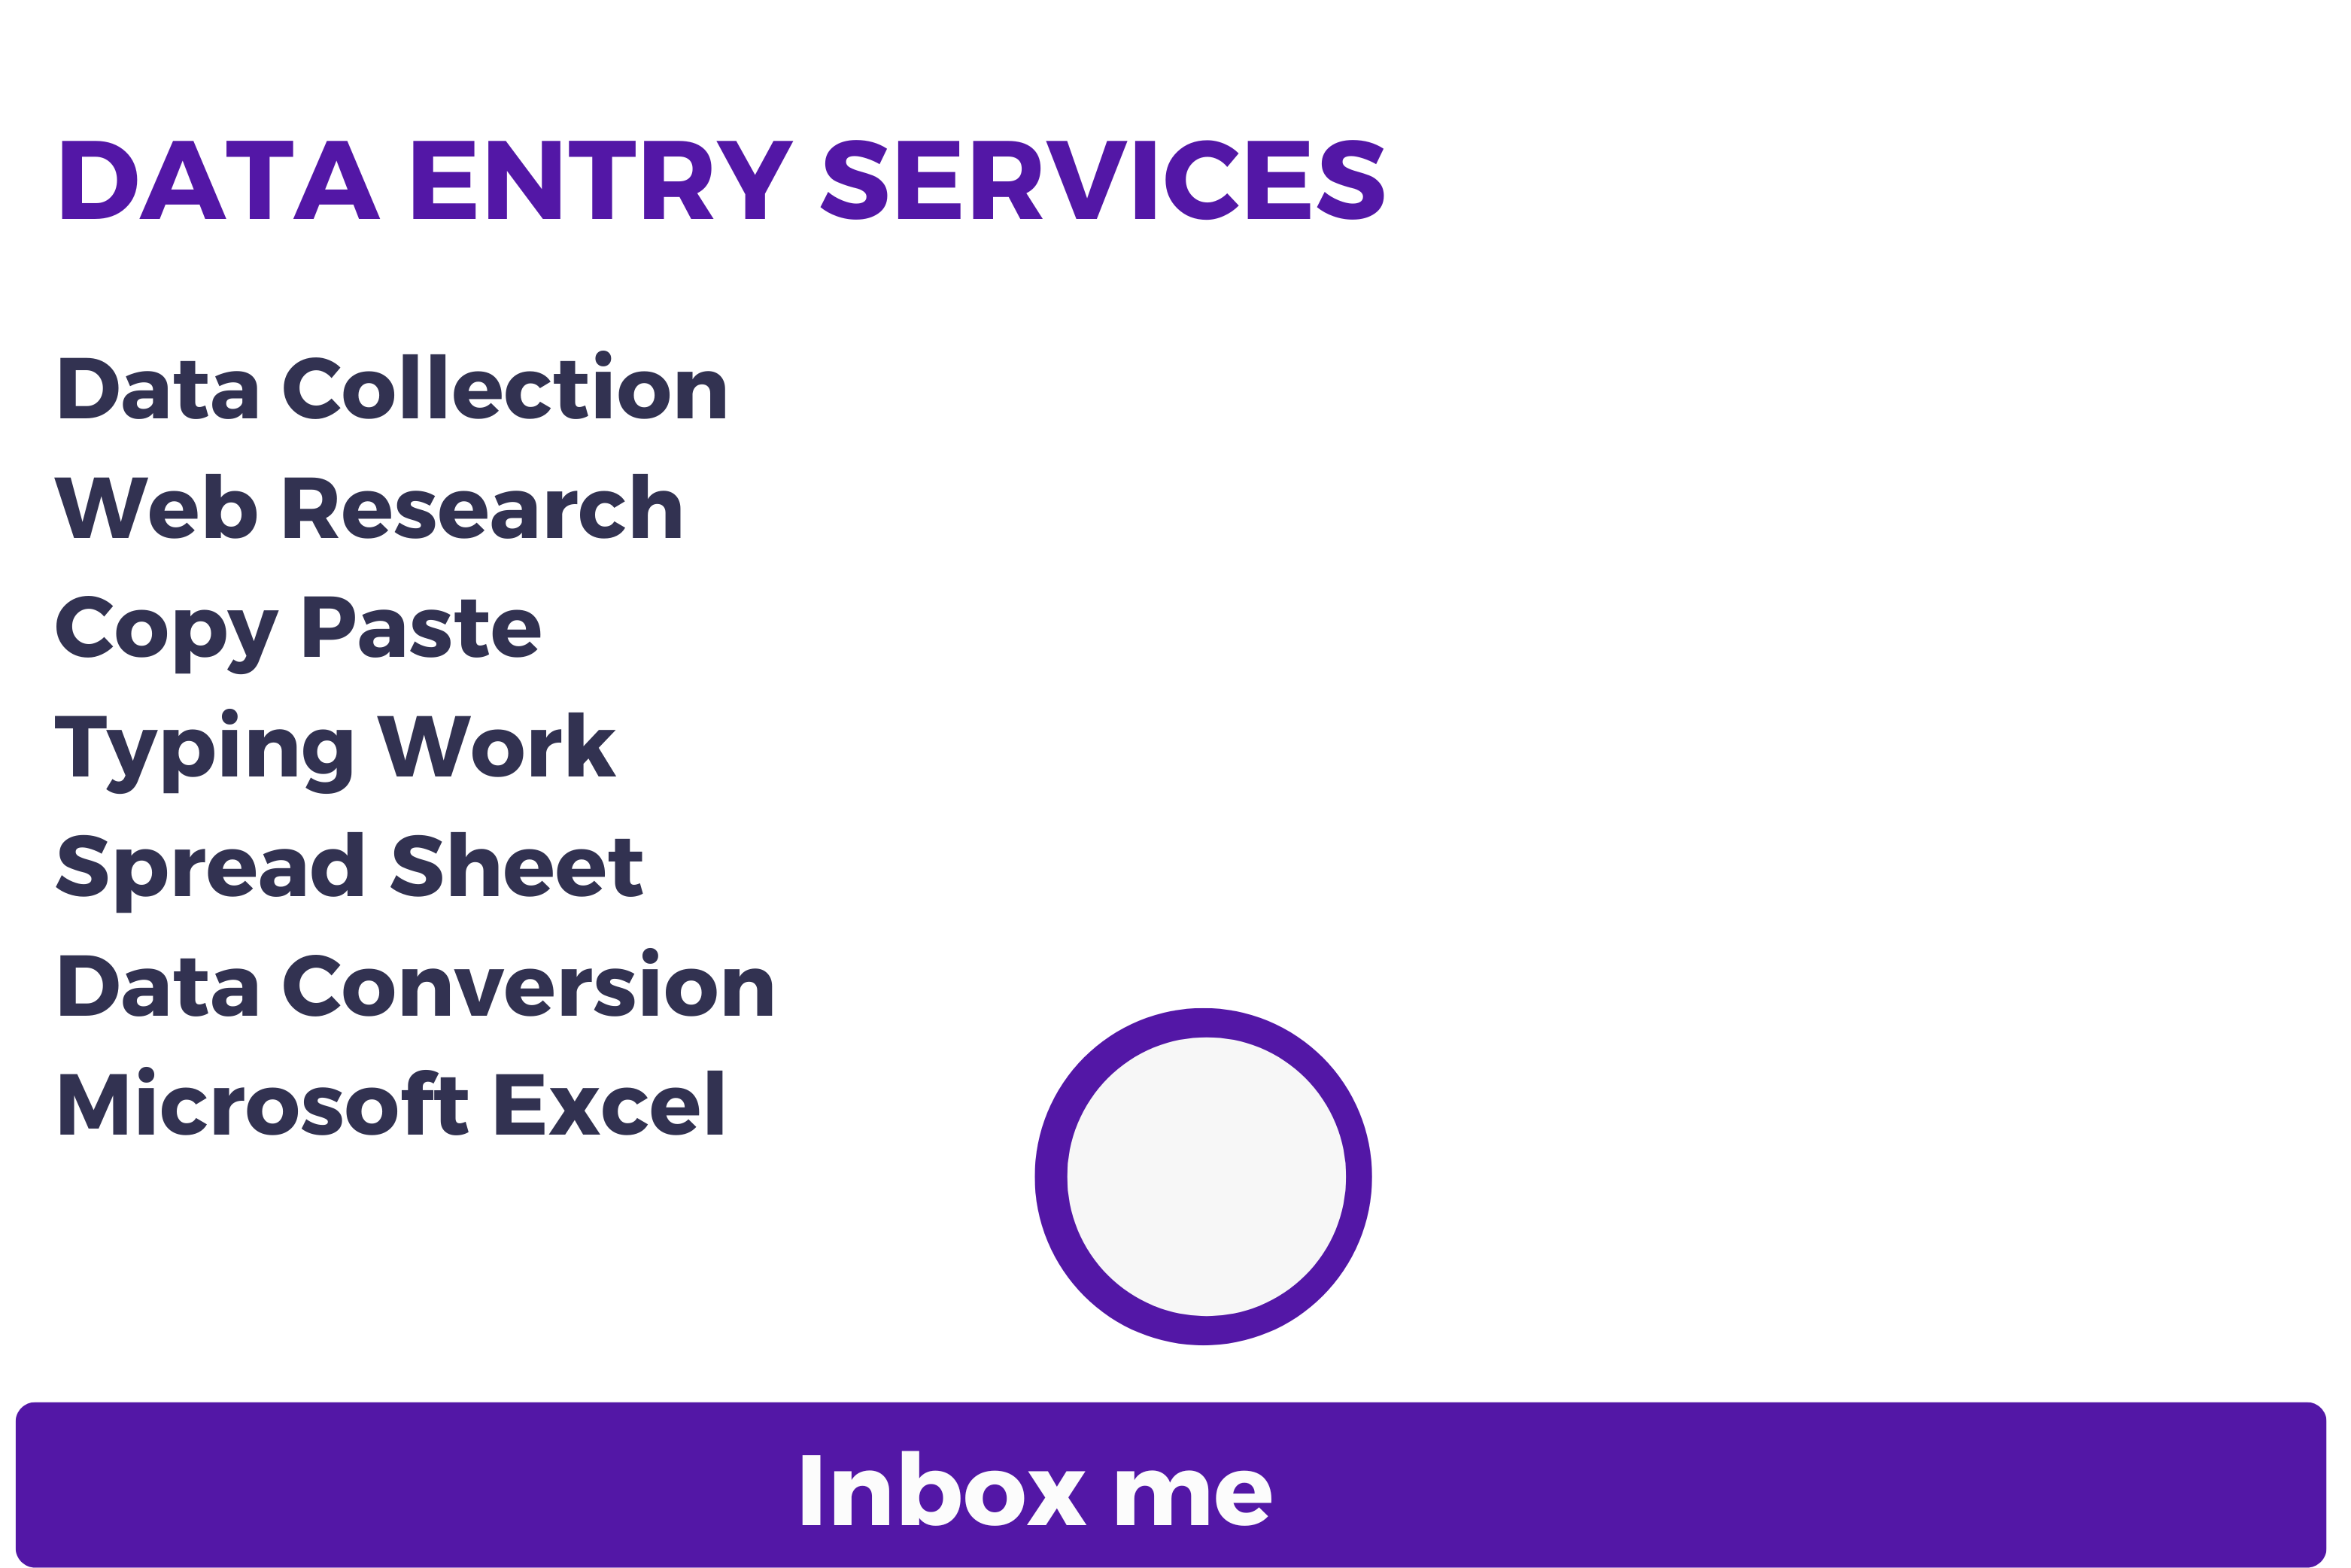 DATA ENTRY SERVICES
Data Collection
Web Research
Copy Paste
Typing Work
Spread Sheet
Data Conversion
Microsoft Excel
Inbox me